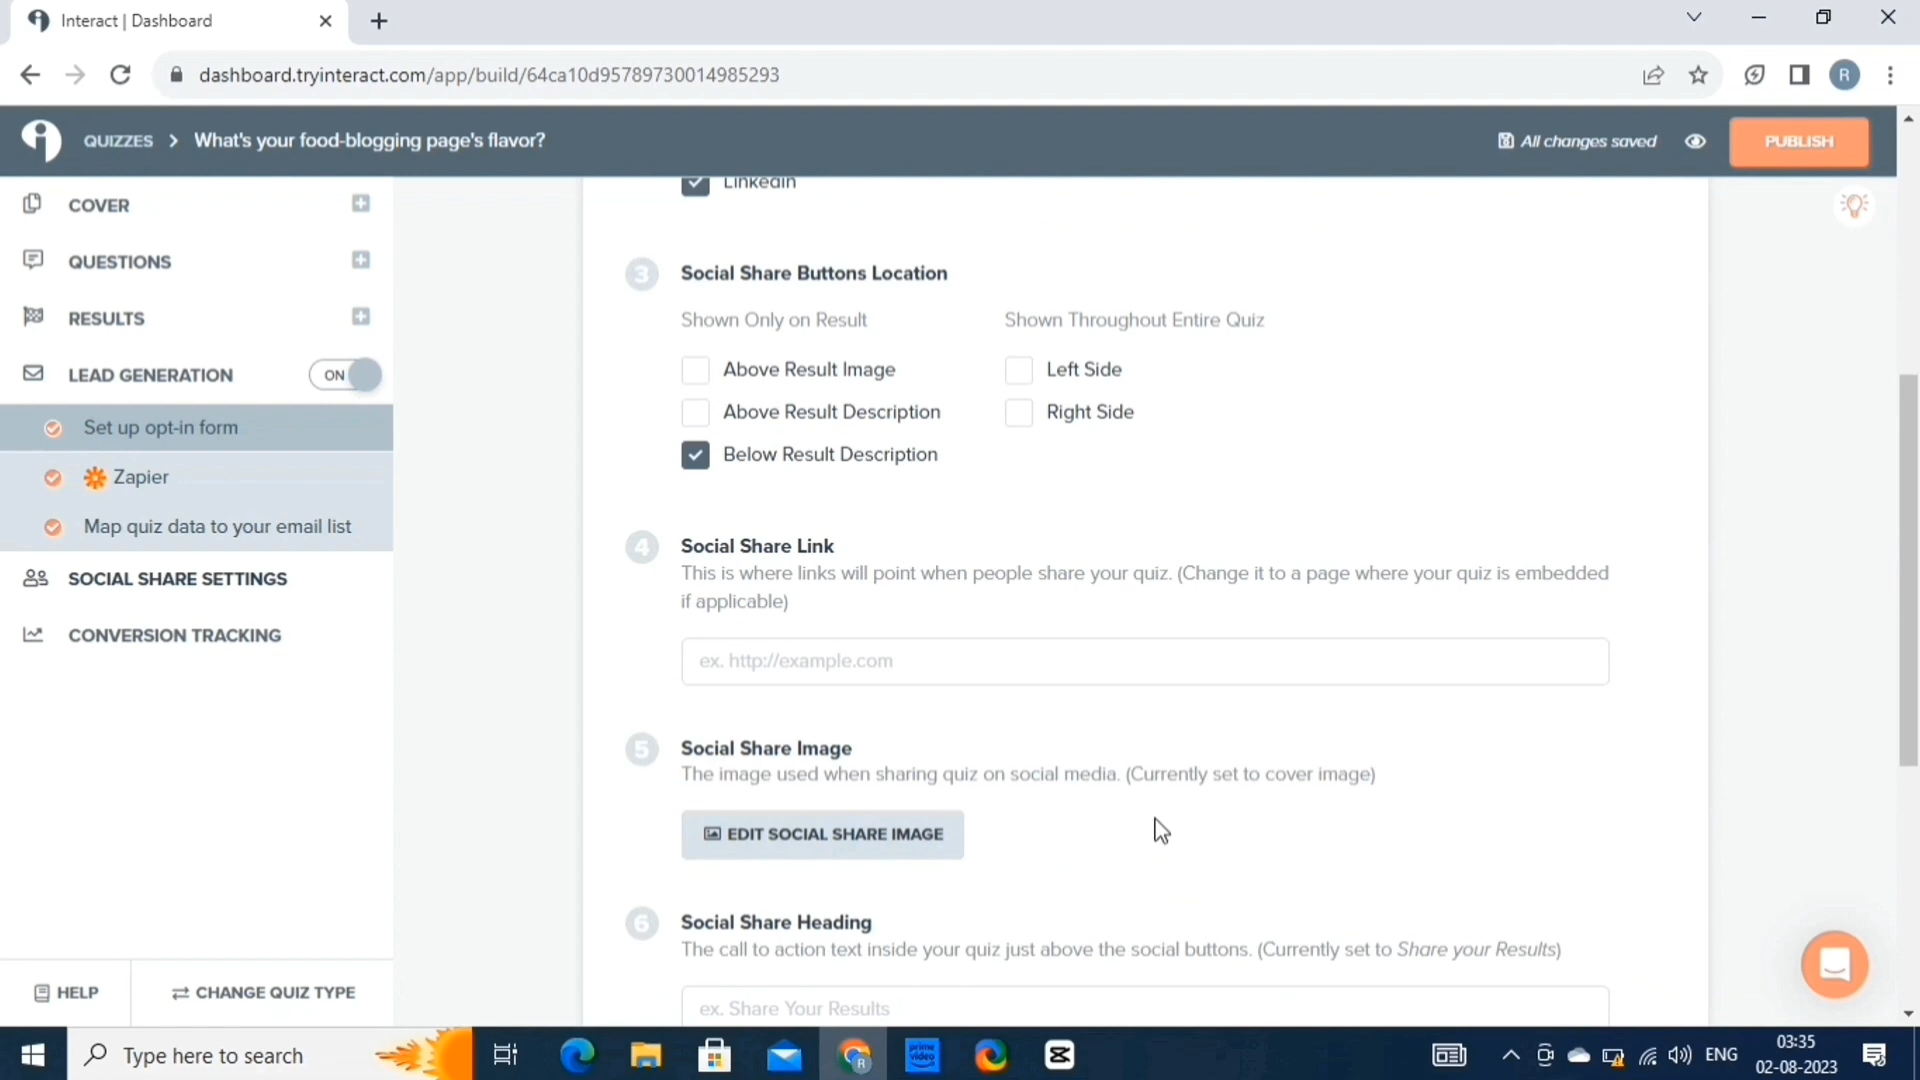 Interact | Dashboard
dashboard.tryinteract.com/app/build/64ca10d95789730014985293
R
QUIZZES > What's your food-blogging page's flavor?
All changes saved
PUBLISH
COVER
QUESTIONS
RESULTS
LEAD GENERATION
ON
Set up opt-in form
Zapier
Map quiz data to your email list
SOCIAL SHARE SETTINGS
CONVERSION TRACKING
HELP
CHANGE QUIZ TYPE
LinkedIn
3 Social Share Buttons Location
Shown Only on Result
Shown Throughout Entire Quiz
Above Result Image
Left Side
Above Result Description
Right Side
Below Result Description
4 Social Share Link
This is where links will point when people share your quiz. (Change it to a page where your quiz is embedded
if applicable)
ex. http://example.com
5 Social Share Image
The image used when sharing quiz on social media. (Currently set to cover image)
EDIT SOCIAL SHARE IMAGE
6 Social Share Heading
The call to action text inside your quiz just above the social buttons. (Currently set to Share your Results)
ex. Share Your Results
Type here to search
R
prime video
ENG
03:35
02-08-2023